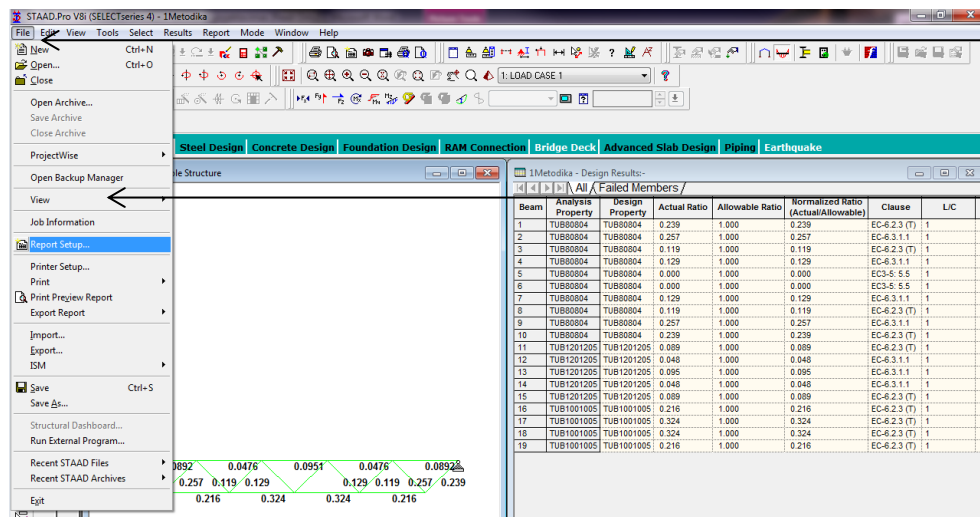 STAAD.Pro V8i (SELECTseries 4) - 1Metodika
File Edit View Tools Select Results Report Mode Window Help
New Ctrl+N
Open... Ctrl+O
Close
Open Archive...
Save Archive
Close Archive
ProjectWise
Open Backup Manager
View
Job Information
Report Setup...
Printer Setup...
Print
Print Preview Report
Export Report
Import...
Export...
ISM
Save Ctrl+S
Save As...
Structural Dashboard...
Run External Program...
Recent STAAD Files
Recent STAAD Archives
Exit
1: LOAD CASE 1
Steel Design Concrete Design Foundation Design RAM Connection Bridge Deck Advanced Slab Design Piping Earthquake
ole Structure
0892 0.0476 0.0951 0.0476 0.0892
0.257 0.119 0.129 0.129 0.119 0.257 0.239
0.216 0.324 0.324 0.216
1Metodika - Design Results:-
All Failed Members
Beam Analysis Property Design Property Actual Ratio Allowable Ratio Normalized Ratio (Actual/Allowable) Clause L/C
1 TUB80804 TUB80804 0.239 1.000 0.239 EC-6.2.3 (T) 1
2 TUB80804 TUB80804 0.257 1.000 0.257 EC-6.3.1.1 1
3 TUB80804 TUB80804 0.119 1.000 0.119 EC-6.2.3 (T) 1
4 TUB80804 TUB80804 0.129 1.000 0.129 EC-6.3.1.1 1
5 TUB80804 TUB80804 0.000 1.000 0.000 EC3-5: 5.5 1
6 TUB80804 TUB80804 0.000 1.000 0.000 EC3-5: 5.5 1
7 TUB80804 TUB80804 0.129 1.000 0.129 EC-6.3.1.1 1
8 TUB80804 TUB80804 0.119 1.000 0.119 EC-6.2.3 (T) 1
9 TUB80804 TUB80804 0.257 1.000 0.257 EC-6.3.1.1 1
10 TUB80804 TUB80804 0.239 1.000 0.239 EC-6.2.3 (T) 1
11 TUB1201205 TUB1201205 0.089 1.000 0.089 EC-6.2.3 (T) 1
12 TUB1201205 TUB1201205 0.048 1.000 0.048 EC-6.3.1.1 1
13 TUB1201205 TUB1201205 0.095 1.000 0.095 EC-6.3.1.1 1
14 TUB1201205 TUB1201205 0.048 1.000 0.048 EC-6.3.1.1 1
15 TUB1201205 TUB1201205 0.089 1.000 0.089 EC-6.2.3 (T) 1
16 TUB1001005 TUB1001005 0.216 1.000 0.216 EC-6.2.3 (T) 1
17 TUB1001005 TUB1001005 0.324 1.000 0.324 EC-6.2.3 (T) 1
18 TUB1001005 TUB1001005 0.324 1.000 0.324 EC-6.2.3 (T) 1
19 TUB1001005 TUB1001005 0.216 1.000 0.216 EC-6.2.3 (T) 1